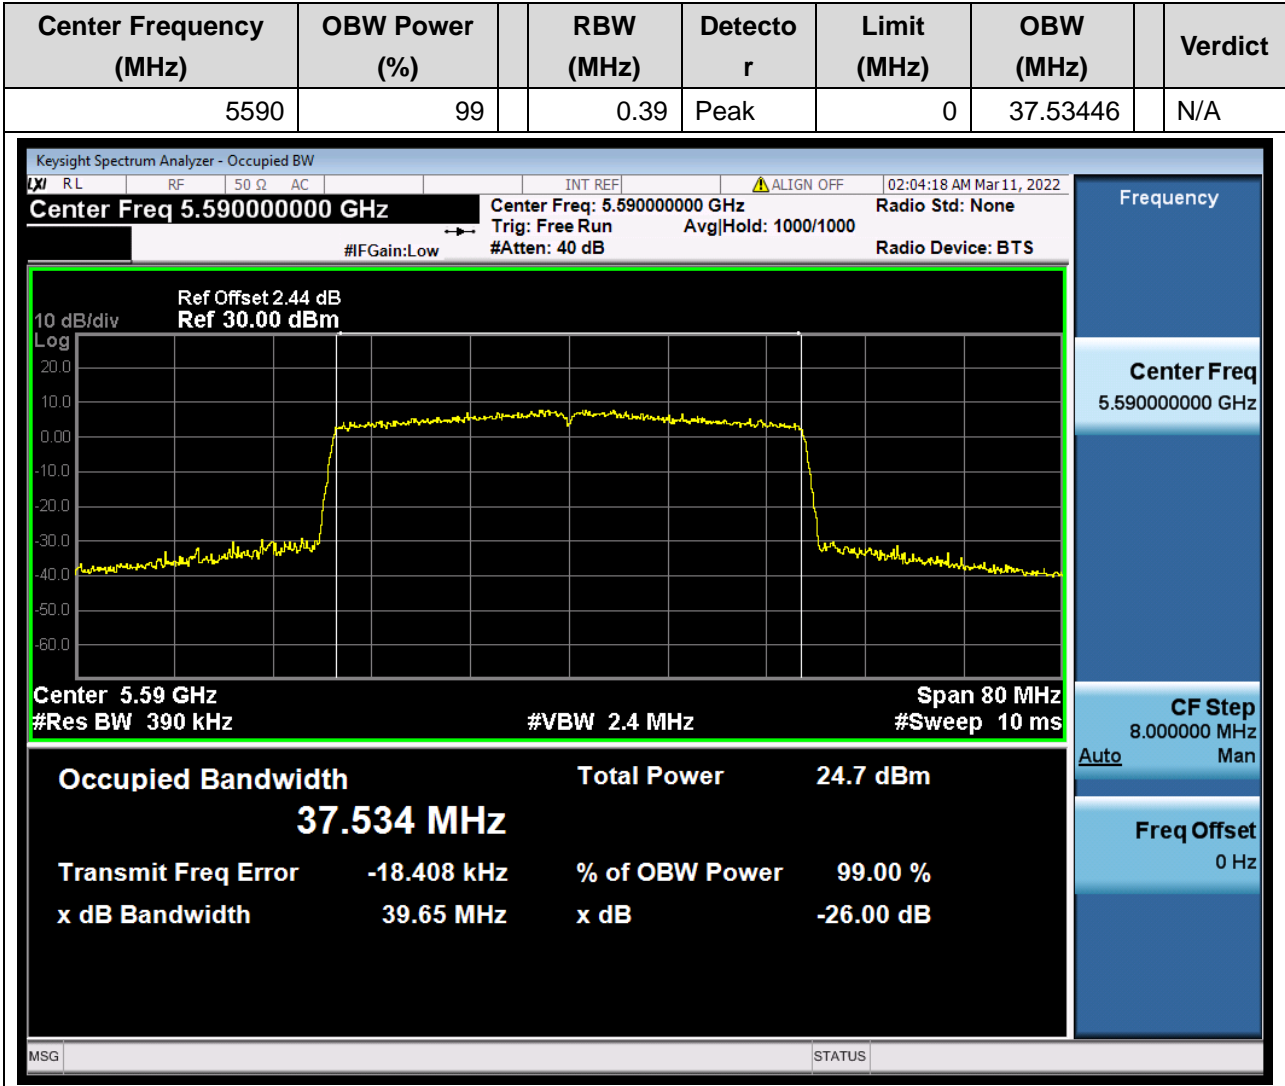 Center Frequency (MHz) OBW Power (%) RBW (MHz) Detecto r Limit (MHz) OBW (MHz) Verdict
5590 99 0.39 Peak 0 37.53446 N/A
Keysight Spectrum Analyzer - Occupied BW
LXI RL RF 50 Ω AC INT REF ALIGN OFF 02:04:18 AM Mar 11, 2022
Center Freq 5.590000000 GHz
Center Freq: 5.590000000 GHz Radio Std: None
Trig: Free Run Avg|Hold: 1000/1000
#IFGain:Low #Atten: 40 dB Radio Device: BTS
Ref Offset 2.44 dB
10 dB/div Ref 30.00 dBm
Log
20.0
10.0
0.00
-10.0
-20.0
-30.0
-40.0
-50.0
-60.0
Center 5.59 GHz Span 80 MHz
#Res BW 390 kHz #VBW 2.4 MHz #Sweep 10 ms
Occupied Bandwidth Total Power 24.7 dBm
37.534 MHz
Transmit Freq Error -18.408 kHz % of OBW Power 99.00 %
x dB Bandwidth 39.65 MHz x dB -26.00 dB
Frequency
Center Freq
5.590000000 GHz
CF Step
8.000000 MHz
Auto Man
Freq Offset
0 Hz
MSG STATUS